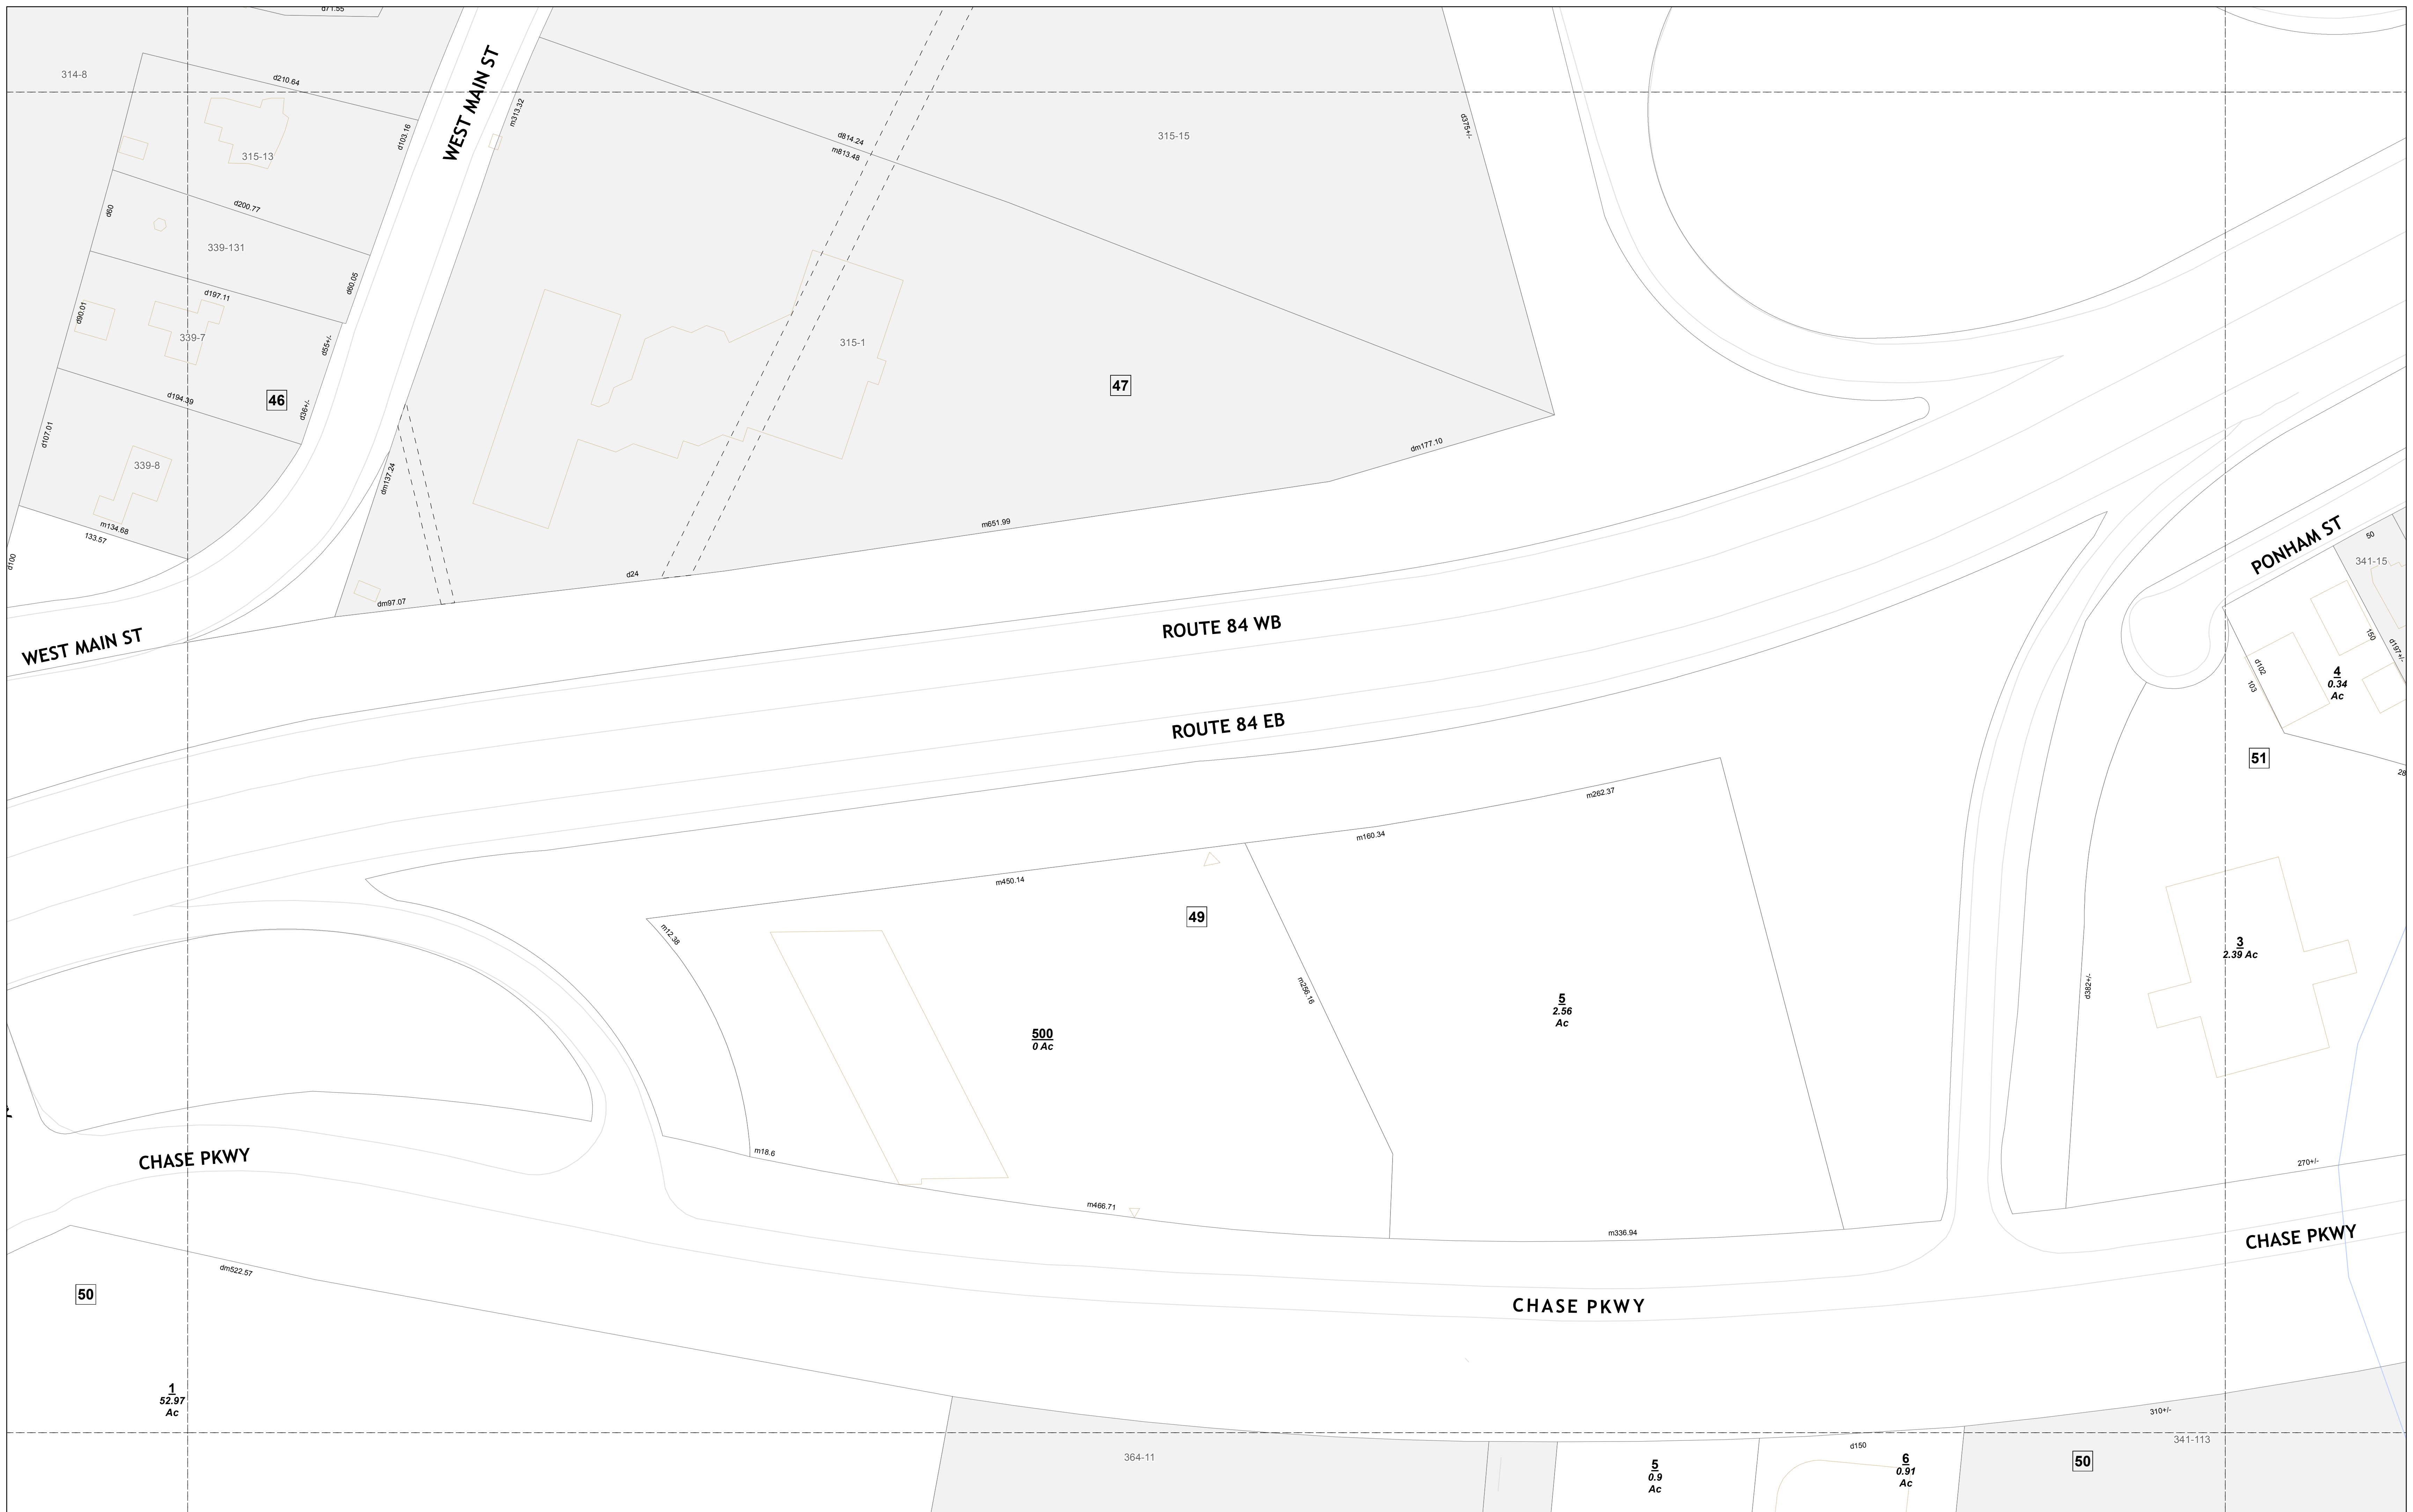 d71.55
WEST MAIN ST
314-8
d210.64
m313.32
d103.16
315-13
d814.24
m813.48
315-15
d375+/-
d200.77
d60
339-131
d60.05
d197.11
d90.01
339-7
d55+/-
315-1
46
47
d194.39
d36+/-
d107.01
339-8
dm137.24
dm177.10
m651.99
m134.68
133.57
d100
d24
dm97.07
WEST MAIN ST
PONHAM ST
50
341-15
150
d197+/-
d102
103
4
0.34
Ac
ROUTE 84 WB
ROUTE 84 EB
51
28
m262.37
m160.34
m450.14
49
m12.38
m256.16
5
2.56
Ac
3
2.39 Ac
d382+/-
500
0 Ac
CHASE PKWY
m18.6
m466.71
m336.94
270+/-
CHASE PKWY
dm522.57
50
CHASE PKWY
1
52.97
Ac
310+/-
364-11
341-113
d150
5
0.9
Ac
6
0.91
Ac
50